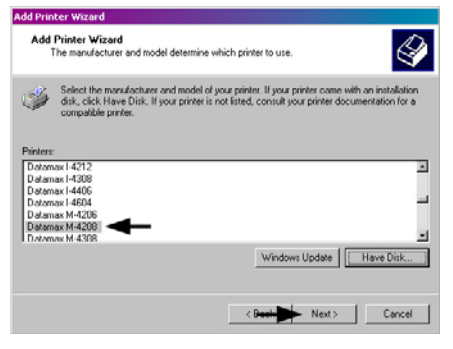 Add Printer Wizard
Add Printer Wizard
The manufacturer and model determine which printer to use.
Select the manufacturer and model of your printer. If your printer came with an installation
disk, click Have Disk. If your printer is not listed, consult your printer documentation for a
compatible printer.
Printers:
Datamax I-4212
Datamax I-4308
Datamax I-4406
Datamax I-4604
Datamax M-4206
Datamax M-4208
Datamax M-4308
Windows Update
Have Disk...
< Back
Next >
Cancel